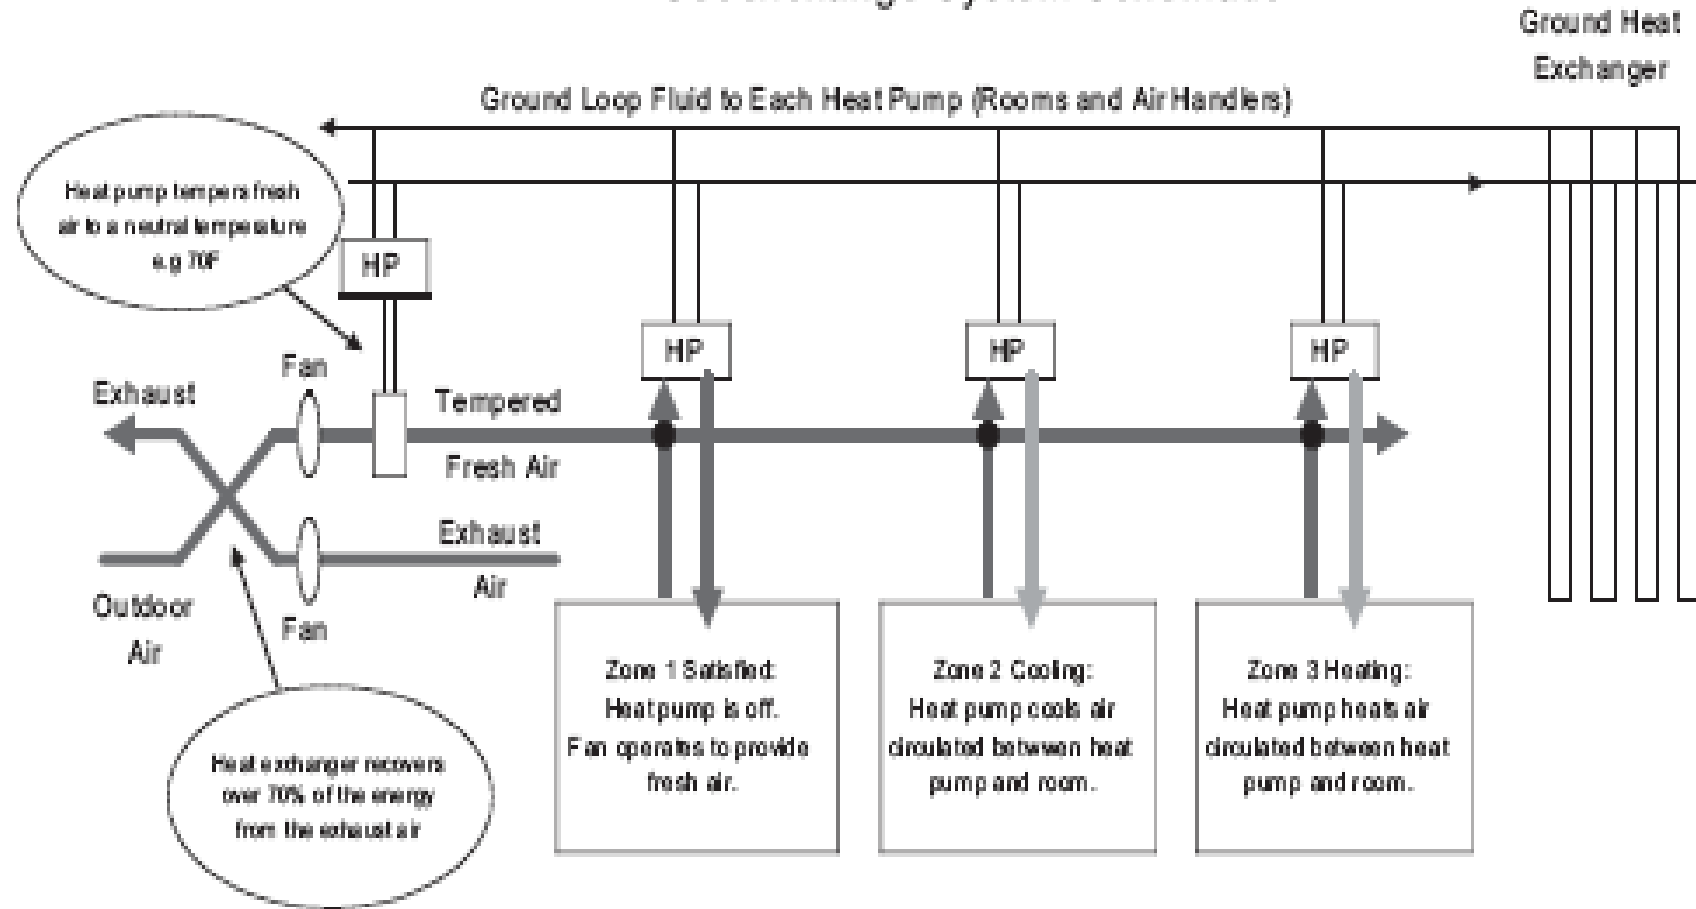 Ground Heat
Exchanger
Ground Loop Fluid to Each Heat Pump (Rooms and Air Handlers)
Heat pump tempers fresh
air to a neutral temperature
e.g 70F
HP
HP
HP
HP
Fan
Exhaust
Tempered
Fresh Air
Exhaust
Air
Outdoor
Air
Fan
Zone 1 Satisfied:
Heat pump is off.
Fan operates to provide
fresh air.
Zone 2 Cooling:
Heat pump cools air
circulated betwwen heat
pump and room.
Zone 3 Heating:
Heat pump heats air
circulated between heat
pump and room.
Heat exhanger recovers
over 70% of the energy
from the exhaust air